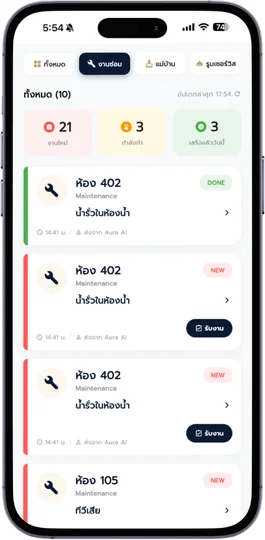 5:54
74
ทั้งหมด งานซ่อม แม่บ้าน รูมเซอร์วิส
ทั้งหมด (10) อัปเดตล่าสุด 17:54
21 3 3
งานใหม่ กำลังทำ เสร็จแล้ววันนี้
ห้อง 402 DONE
Maintenance
น้ำรั่วในห้องน้ำ
14:41 น. ส่งจาก Aura AI
ห้อง 402 NEW
Maintenance
น้ำรั่วในห้องน้ำ
รับงาน
14:41 น. ส่งจาก Aura AI
ห้อง 402 NEW
Maintenance
น้ำรั่วในห้องน้ำ
รับงาน
14:41 น. ส่งจาก Aura AI
ห้อง 105 NEW
Maintenance
ทีวีเสีย